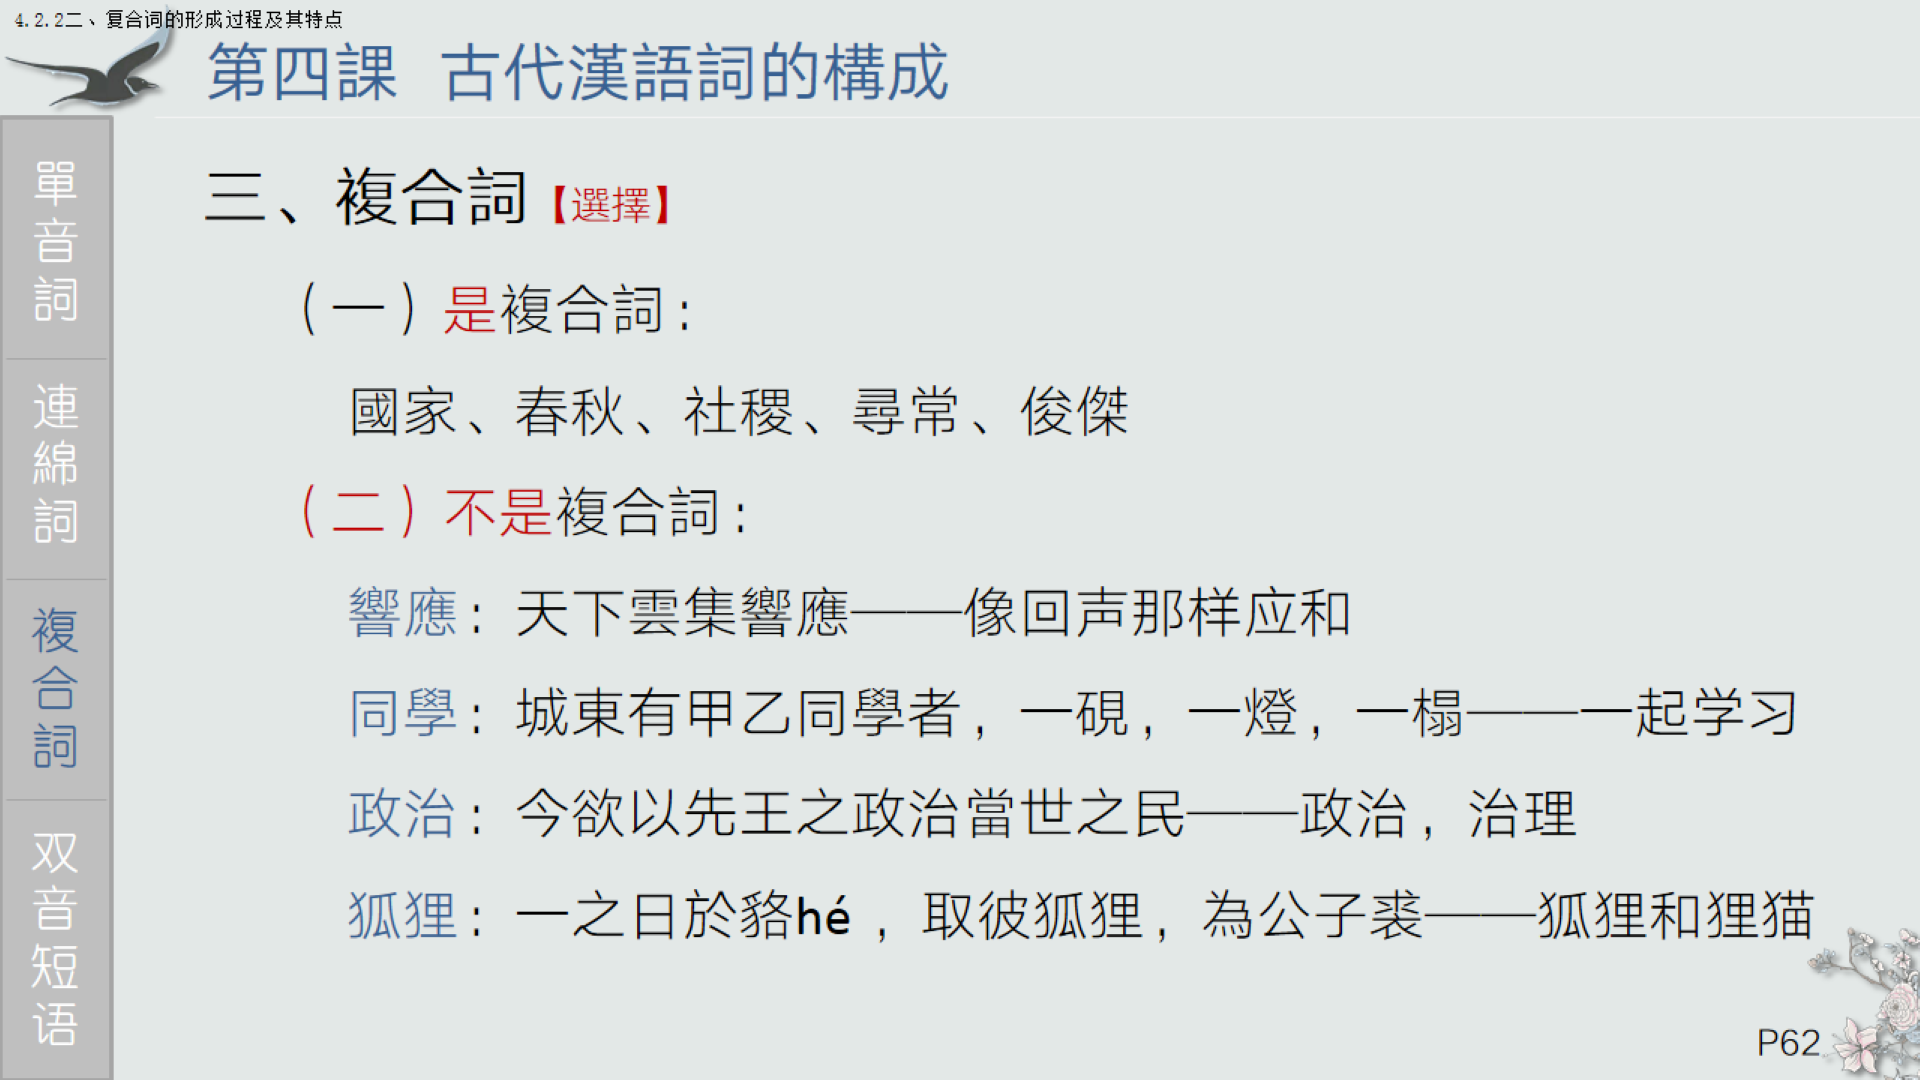 4.2.2二、复合词的形成过程及其特点
第四課 古代漢語詞的構成
單音詞
連綿詞
複合詞
双音短语
三、複合詞【選擇】
（一）是複合詞：
國家、春秋、社稷、尋常、俊傑
（二）不是複合詞：
響應：天下雲集響應——像回声那样应和
同學：城東有甲乙同學者，一硯，一燈，一榻——一起学习
政治：今欲以先王之政治當世之民——政治，治理
狐狸：一之日於貉hé，取彼狐狸，為公子裘——狐狸和狸猫
P62